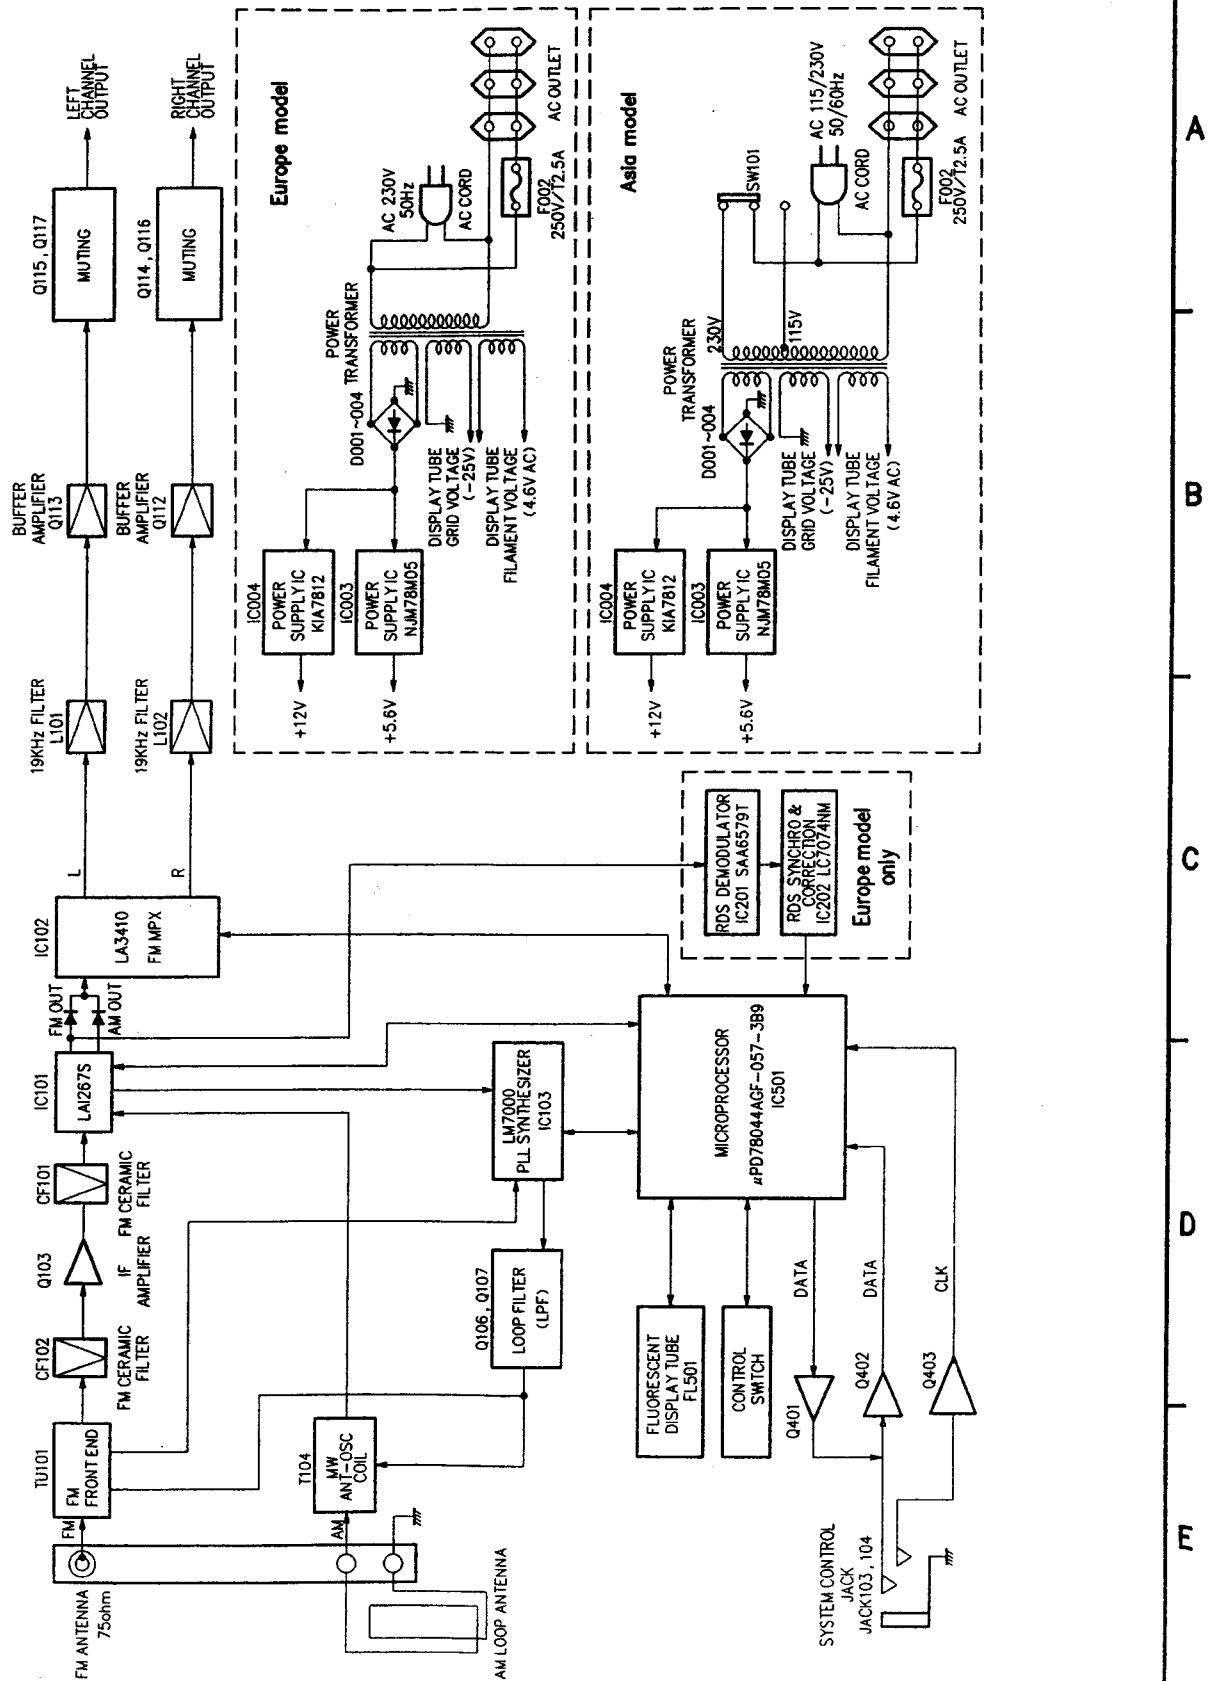 FM ANTENNA
75ohm
FM
TU101
FM
FRONT END
CF102
FM CERAMIC
FILTER
Q103
IF
AMPLIFIER
CF101
FM CERAMIC
FILTER
IC101
LA1267S
FM OUT
AM OUT
IC102
LA3410
FM MPX
L
R
19KHz FILTER
L101
19KHz FILTER
L102
BUFFER
AMPLIFIER
Q113
BUFFER
AMPLIFIER
Q112
Q115, Q117
MUTING
Q114, Q116
MUTING
LEFT
CHANNEL
OUTPUT
RIGHT
CHANNEL
OUTPUT
AM LOOP ANTENNA
AM
T104
MW
ANT-OSC
COIL
Q106, Q107
LOOP FILTER
(LPF)
LM7000
PLL SYNTHESIZER
IC103
MICROPROCESSOR
µPD78044AGF-057-3B9
IC501
FLUORESCENT
DISPLAY TUBE
FL501
CONTROL
SWITCH
DATA
DATA
CLK
Q401
Q402
Q403
SYSTEM CONTROL
JACK
JACK103, 104
RDS DEMODULATOR
IC201 SAA6579T
RDS SYNCHRO &
CORRECTION
IC202 LC7074NM
Europe model
only
Europe model
+12V
IC004
POWER
SUPPLY IC
KIA7812
+5.6V
IC003
POWER
SUPPLY IC
NJM78M05
D001~004
POWER
TRANSFORMER
DISPLAY TUBE
GRID VOLTAGE
(-25V)
DISPLAY TUBE
FILAMENT VOLTAGE
(4.6V AC)
AC 230V
50Hz
AC CORD
F002
250V/T2.5A
AC OUTLET
Asia model
+12V
IC004
POWER
SUPPLY IC
KIA7812
+5.6V
IC003
POWER
SUPPLY IC
NJM78M05
D001~004
POWER
TRANSFORMER
230V
115V
DISPLAY TUBE
GRID VOLTAGE
(-25V)
DISPLAY TUBE
FILAMENT VOLTAGE
(4.6V AC)
SW101
AC 115/230V
50/60Hz
AC CORD
F002
250V/T2.5A
AC OUTLET
A
B
C
D
E